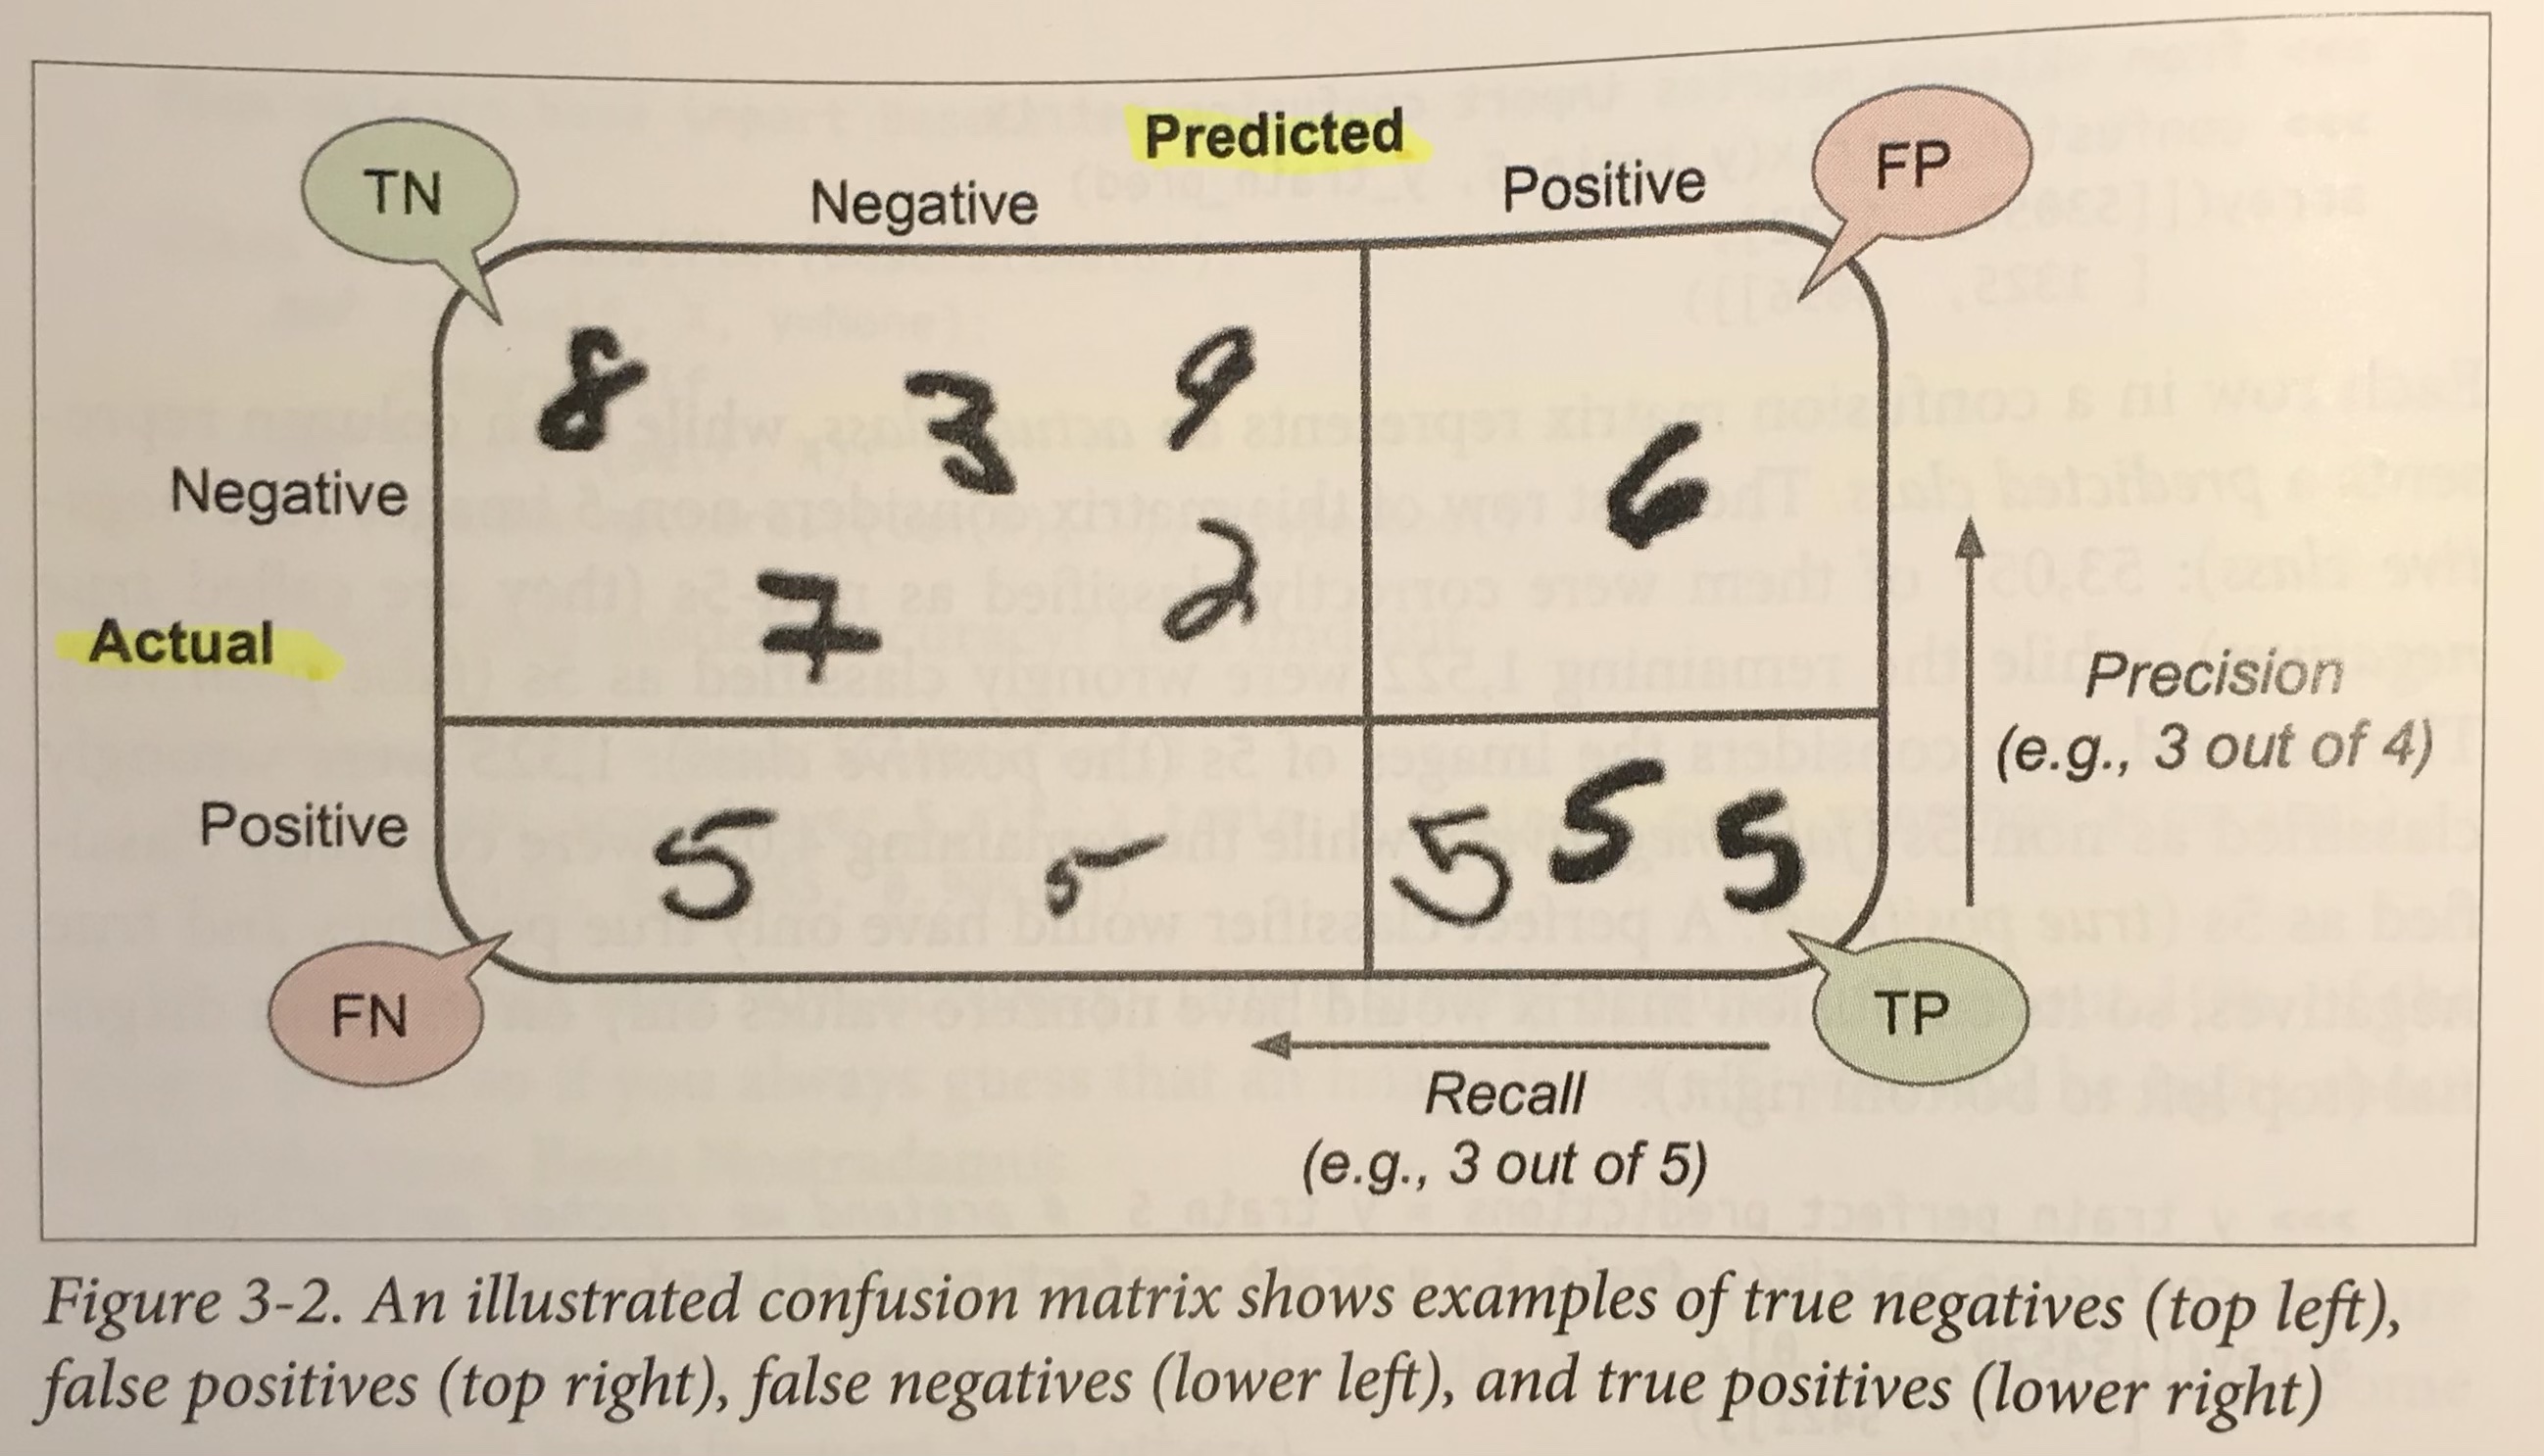 Predicted
TN
Negative
Positive
FP
8 3 9
Negative
6
7 2
Actual
Precision
(e.g., 3 out of 4)
Positive
5 5
5 5 5
FN
TP
Recall
(e.g., 3 out of 5)
Figure 3-2. An illustrated confusion matrix shows examples of true negatives (top left),
false positives (top right), false negatives (lower left), and true positives (lower right)